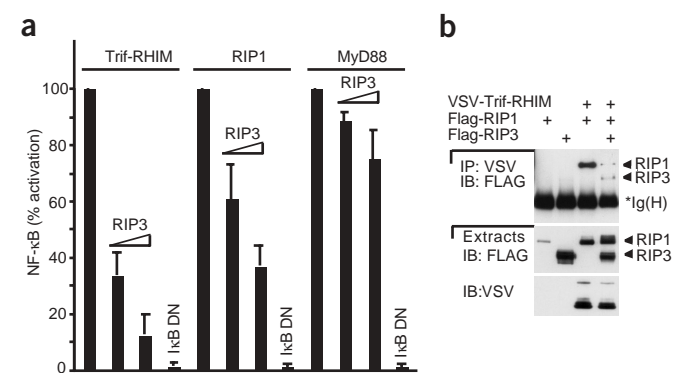 a
b
Trif-RHIM
RIP1
MyD88
NF-κB (% activation)
100
80
60
40
20
0
RIP3
RIP3
RIP3
IκB DN
IκB DN
IκB DN
VSV-Trif-RHIM + +
Flag-RIP1 + + +
Flag-RIP3 + +
IP: VSV
IB: FLAG
RIP1
RIP3
*Ig(H)
Extracts
IB: FLAG
RIP1
RIP3
IB:VSV